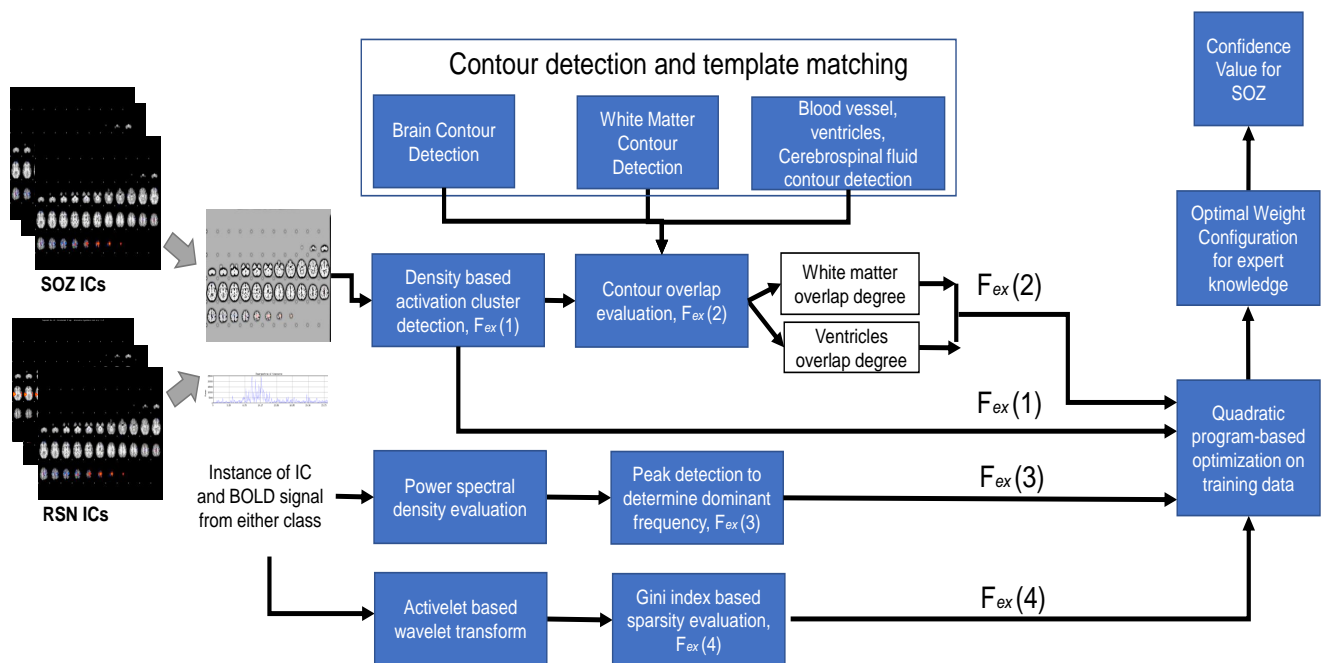 Contour detection and template matching
Brain Contour
Detection
White Matter
Contour
Detection
Blood vessel,
ventricles,
Cerebrospinal fluid
contour detection
Confidence
Value for
SOZ
SOZ ICs
Density based
activation cluster
detection, Fex(1)
Contour overlap
evaluation, Fex(2)
White matter
overlap degree
Ventricles
overlap degree
Fex(2)
Optimal Weight
Configuration
for expert
knowledge
Fex(1)
RSN ICs
Instance of IC
and BOLD signal
from either class
Power spectral
density evaluation
Peak detection to
determine dominant
frequency, Fex(3)
Fex(3)
Quadratic
program-based
optimization on
training data
Activelet based
wavelet transform
Gini index based
sparsity evaluation,
Fex(4)
Fex(4)